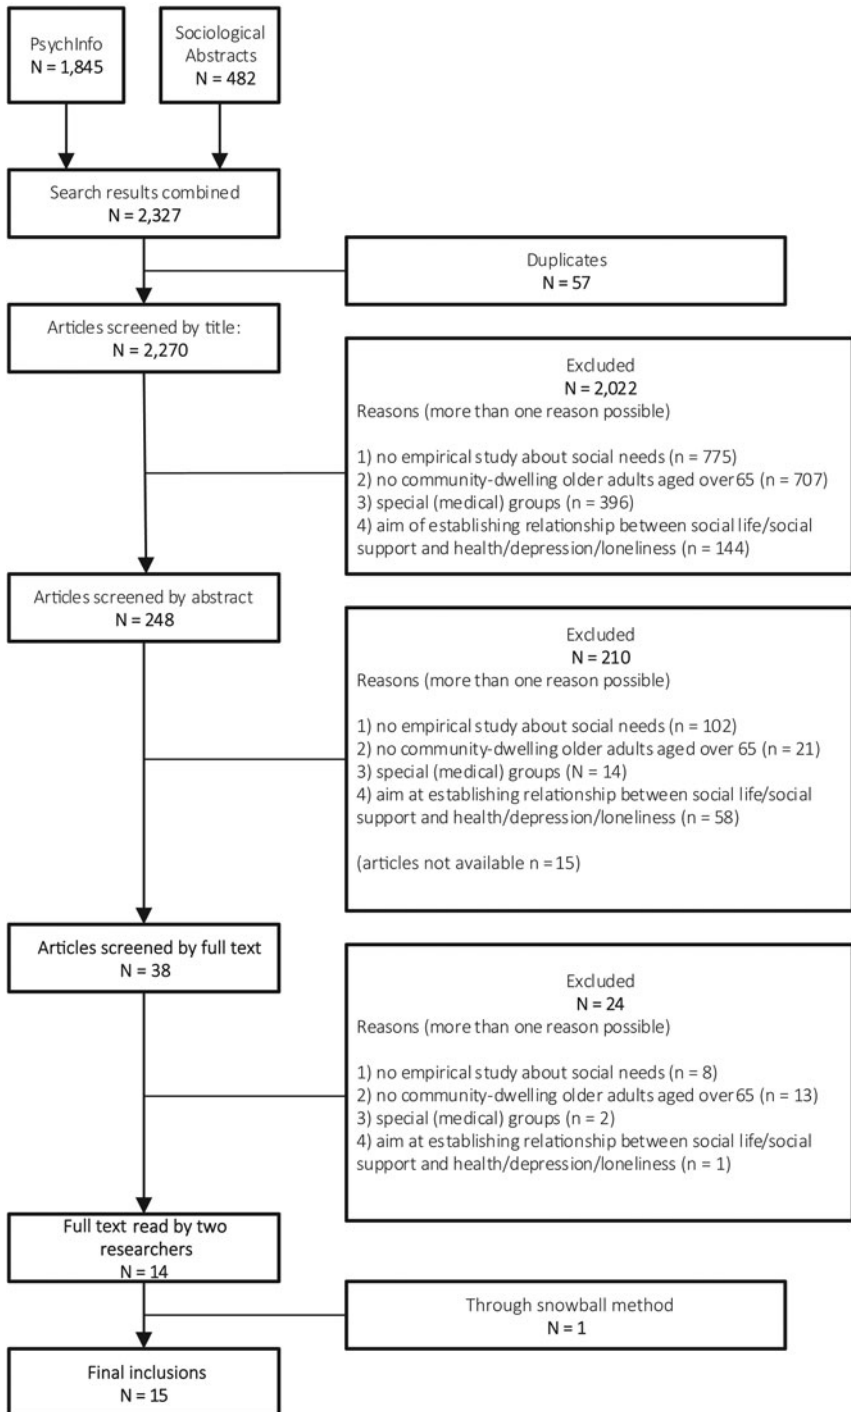 PsychInfo
N = 1,845
Sociological
Abstracts
N = 482
Search results combined
N = 2,327
Duplicates
N = 57
Articles screened by title:
N = 2,270
Excluded
N = 2,022
Reasons (more than one reason possible)
1) no empirical study about social needs (n = 775)
2) no community-dwelling older adults aged over 65 (n = 707)
3) special (medical) groups (n = 396)
4) aim of establishing relationship between social life/social
support and health/depression/loneliness (n = 144)
Articles screened by abstract
N = 248
Excluded
N = 210
Reasons (more than one reason possible)
1) no empirical study about social needs (n = 102)
2) no community-dwelling older adults aged over 65 (n = 21)
3) special (medical) groups (N = 14)
4) aim at establishing relationship between social life/social
support and health/depression/loneliness (n = 58)
(articles not available n = 15)
Articles screened by full text
N = 38
Excluded
N = 24
Reasons (more than one reason possible)
1) no empirical study about social needs (n = 8)
2) no community-dwelling older adults aged over 65 (n = 13)
3) special (medical) groups (n = 2)
4) aim at establishing relationship between social life/social
support and health/depression/loneliness (n = 1)
Full text read by two
researchers
N = 14
Through snowball method
N = 1
Final inclusions
N = 15